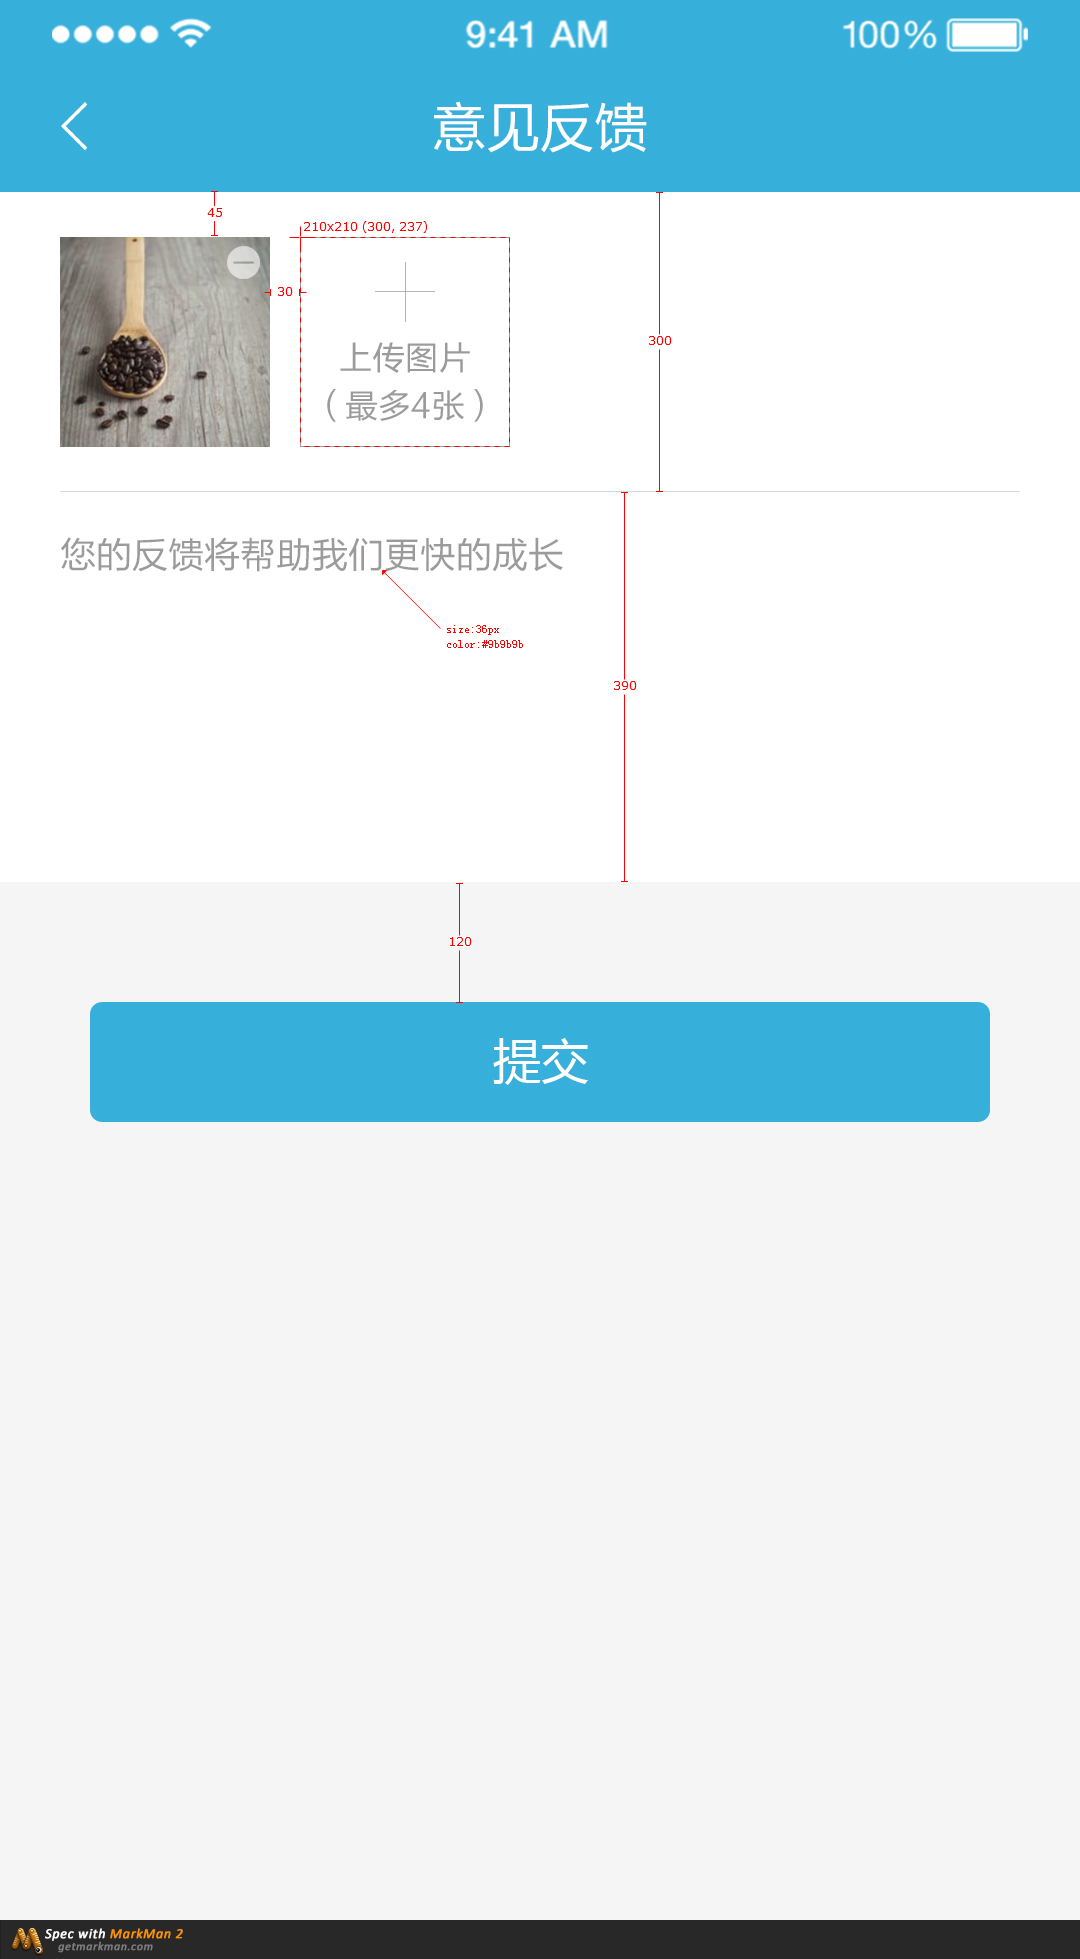 9:41 AM
100%
意见反馈
45
210x210 (300, 237)
30
上传图片
（最多4张）
300
您的反馈将帮助我们更快的成长
size:36px
color:#9b9b9b
390
120
提交
Spec with MarkMan 2
getmarkman.com